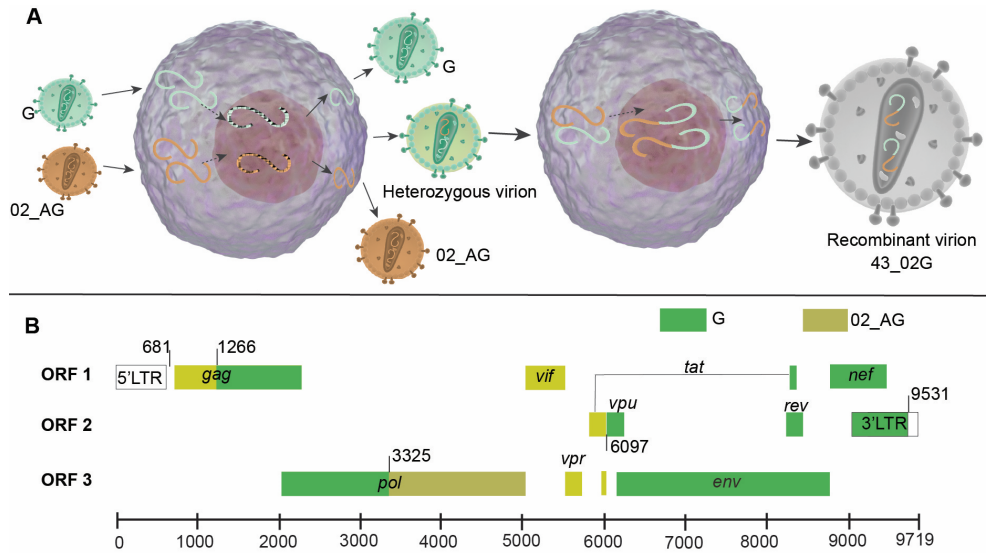 A
G
G
02_AG
Heterozygous virion
02_AG
Recombinant virion
43_02G
B
G
02_AG
681
1266
ORF 1
5'LTR
gag
vif
tat
nef
ORF 2
vpu
6097
rev
3'LTR
9531
ORF 3
3325
pol
vpr
env
0 1000 2000 3000 4000 5000 6000 7000 8000 9000 9719